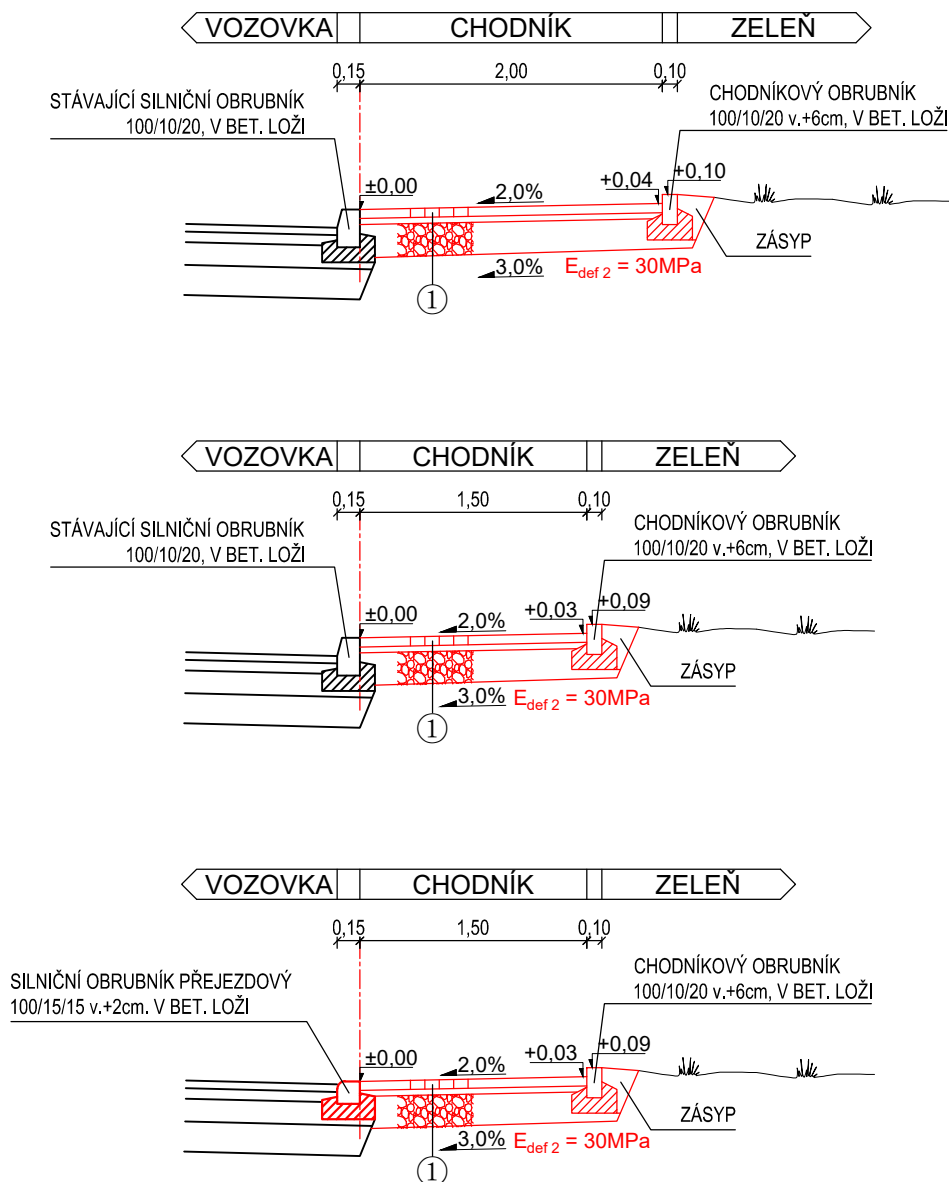 VOZOVKA CHODNÍK ZELEŇ
0,15 2,00 0,10
STÁVAJÍCÍ SILNIČNÍ OBRUBNÍK
100/10/20, V BET. LOŽI
CHODNÍKOVÝ OBRUBNÍK
100/10/20 v.+6cm, V BET. LOŽI
±0,00 2,0% +0,04 +0,10
ZÁSYP
3,0% Edef 2 = 30MPa
1
VOZOVKA CHODNÍK ZELEŇ
0,15 1,50 0,10
STÁVAJÍCÍ SILNIČNÍ OBRUBNÍK
100/10/20, V BET. LOŽI
CHODNÍKOVÝ OBRUBNÍK
100/10/20 v.+6cm, V BET. LOŽI
±0,00 2,0% +0,03 +0,09
ZÁSYP
3,0% Edef 2 = 30MPa
1
VOZOVKA CHODNÍK ZELEŇ
0,15 1,50 0,10
SILNIČNÍ OBRUBNÍK PŘEJEZDOVÝ
100/15/15 v.+2cm. V BET. LOŽI
CHODNÍKOVÝ OBRUBNÍK
100/10/20 v.+6cm, V BET. LOŽI
±0,00 2,0% +0,03 +0,09
ZÁSYP
3,0% Edef 2 = 30MPa
1